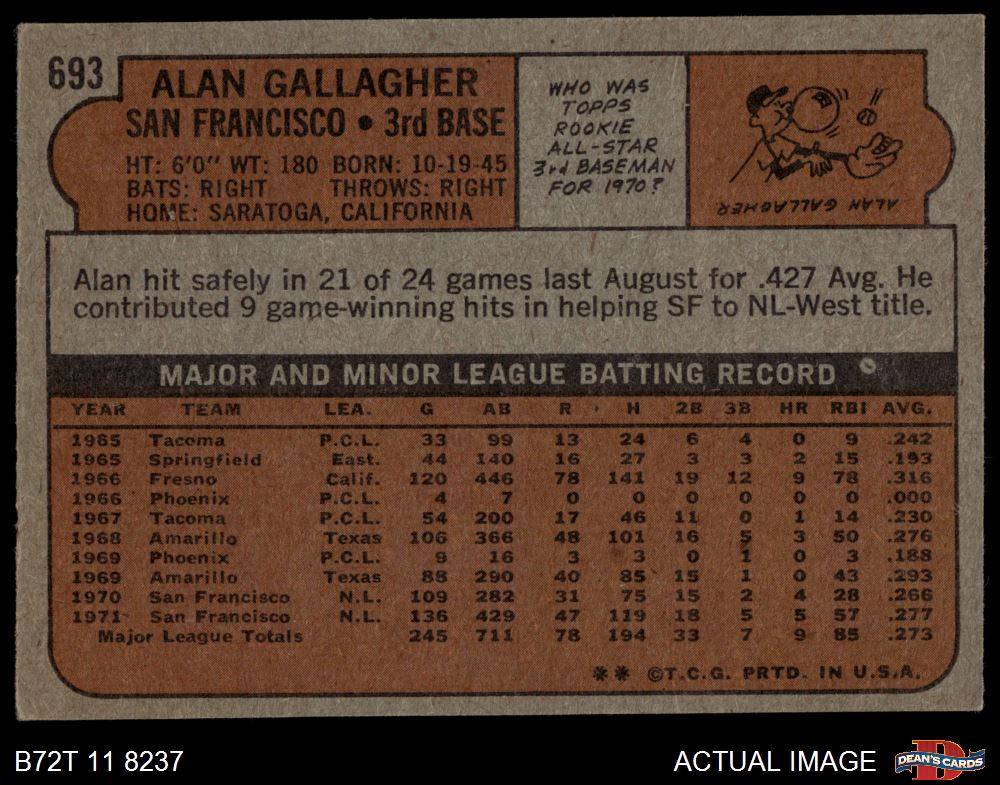 693
ALAN GALLAGHER
SAN FRANCISCO • 3rd BASE
HT: 6'0" WT: 180 BORN: 10-19-45
BATS: RIGHT THROWS: RIGHT
HOME: SARATOGA, CALIFORNIA
WHO WAS
TOPPS
ROOKIE
ALL-STAR
3rd BASEMAN
FOR 1970?
ALAN GALLAGHER
Alan hit safely in 21 of 24 games last August for .427 Avg. He
contributed 9 game-winning hits in helping SF to NL-West title.
MAJOR AND MINOR LEAGUE BATTING RECORD
YEAR TEAM LEA. G AB R H 2B 3B HR RBI AVG.
1965 Tacoma P.C.L. 33 99 13 24 6 4 0 9 .242
1965 Springfield East. 44 140 16 27 3 3 2 15 .193
1966 Fresno Calif. 120 446 78 141 19 12 9 78 .316
1966 Phoenix P.C.L. 4 7 0 0 0 0 0 0 .000
1967 Tacoma P.C.L. 54 200 17 46 11 0 1 14 .230
1968 Amarillo Texas 106 366 48 101 16 5 3 50 .276
1969 Phoenix P.C.L. 9 16 3 3 0 1 0 3 .188
1969 Amarillo Texas 88 290 40 85 15 1 0 43 .293
1970 San Francisco N.L. 109 282 31 75 15 2 4 28 .266
1971 San Francisco N.L. 136 429 47 119 18 5 5 57 .277
Major League Totals 245 711 78 194 33 7 9 85 .273
** ©T.C.G. PRTD. IN U.S.A.
B72T 11 8237
ACTUAL IMAGE
DEAN'S CARDS